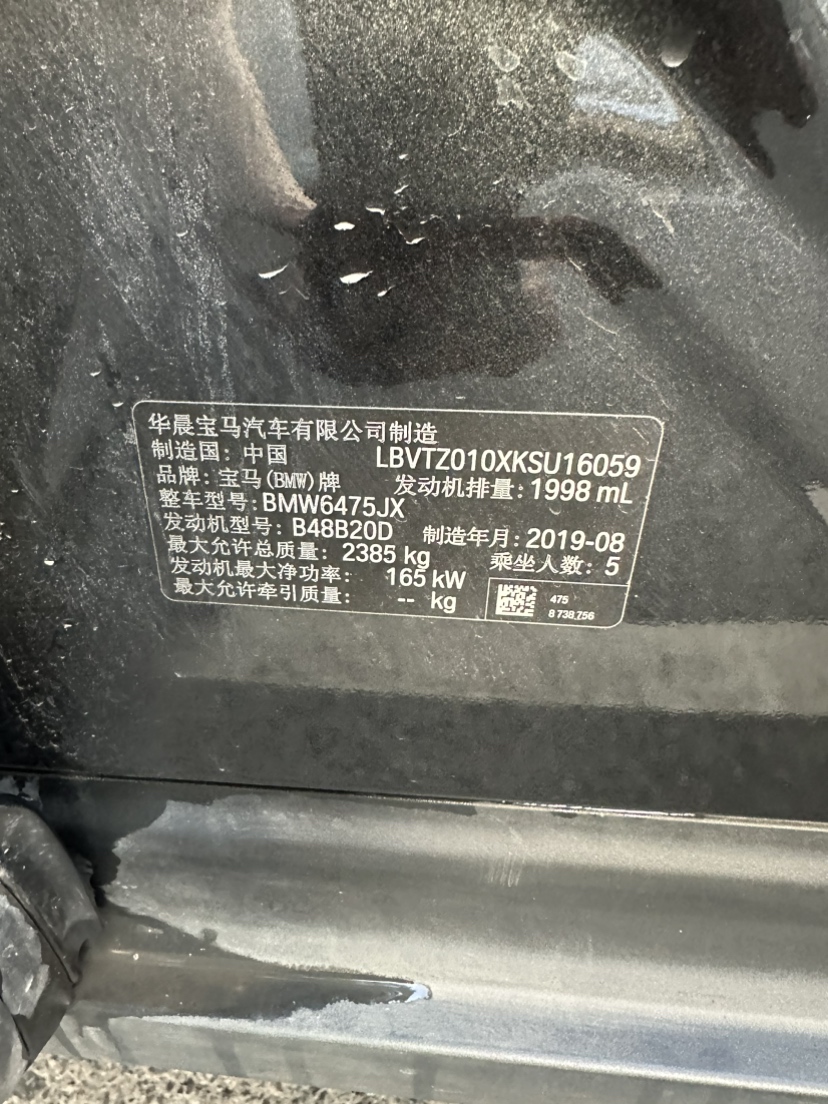 华晨宝马汽车有限公司制造
制造国：中国 LBVTZ010XKSU16059
品牌：宝马(BMW)牌 发动机排量：1998 mL
整车型号：BMW6475JX
发动机型号：B48B20D 制造年月：2019-08
最大允许总质量：2385 kg 乘坐人数：5
发动机最大净功率： 165 kW
最大允许牵引质量： -- kg
475
8 738 756